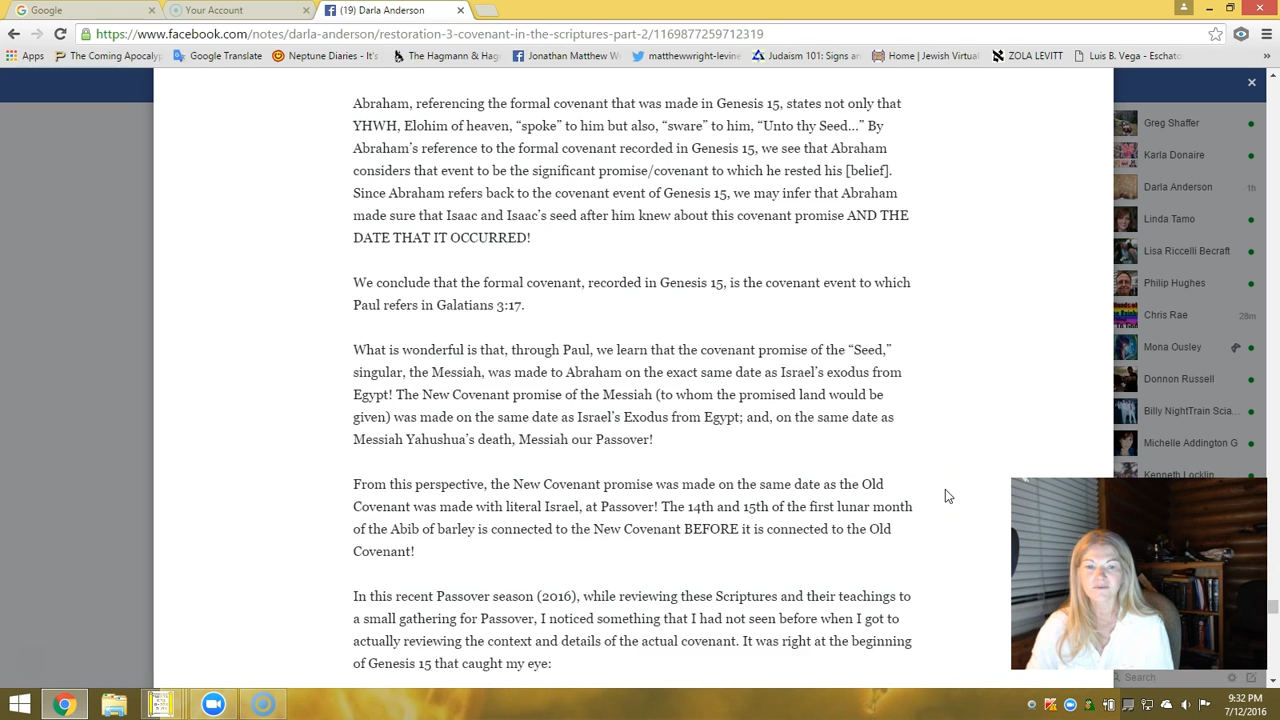 Google
Your Account
(19) Darla Anderson
https://www.facebook.com/notes/darla-anderson/restoration-3-covenant-in-the-scriptures-part-2/1169877259712319
Apps The Coming Apocalyp Google Translate Neptune Diaries - It's The Hagmann & Hag Jonathan Matthew W matthewwright-levine Judaism 101: Signs an Home | Jewish Virtual ZOLA LEVITT Luis B. Vega - Eschato
Abraham, referencing the formal covenant that was made in Genesis 15, states not only that
YHWH, Elohim of heaven, “spoke” to him but also, “sware” to him, “Unto thy Seed…” By
Abraham’s reference to the formal covenant recorded in Genesis 15, we see that Abraham
considers that event to be the significant promise/covenant to which he rested his [belief].
Since Abraham refers back to the covenant event of Genesis 15, we may infer that Abraham
made sure that Isaac and Isaac’s seed after him knew about this covenant promise AND THE
DATE THAT IT OCCURRED!
We conclude that the formal covenant, recorded in Genesis 15, is the covenant event to which
Paul refers in Galatians 3:17.
What is wonderful is that, through Paul, we learn that the covenant promise of the “Seed,”
singular, the Messiah, was made to Abraham on the exact same date as Israel’s exodus from
Egypt! The New Covenant promise of the Messiah (to whom the promised land would be
given) was made on the same date as Israel’s Exodus from Egypt; and, on the same date as
Messiah Yahushua’s death, Messiah our Passover!
From this perspective, the New Covenant promise was made on the same date as the Old
Covenant was made with literal Israel, at Passover! The 14th and 15th of the first lunar month
of the Abib of barley is connected to the New Covenant BEFORE it is connected to the Old
Covenant!
In this recent Passover season (2016), while reviewing these Scriptures and their teachings to
a small gathering for Passover, I noticed something that I had not seen before when I got to
actually reviewing the context and details of the actual covenant. It was right at the beginning
of Genesis 15 that caught my eye:
Greg Shaffer
Karla Donaire
Darla Anderson 1h
Linda Tamo
Lisa Riccelli Becraft
Philip Hughes
Chris Rae 28m
Mona Ousley
Donnon Russell
Billy NightTrain Scia...
Michelle Addington G
Kenneth Locklin
Search
9:32 PM
7/12/2016